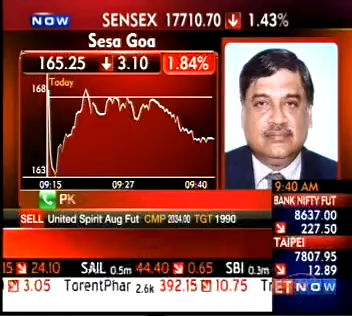 NOW SENSEX 17710.70 1.43%
Sesa Goa
165.25 3.10 1.84%
Today
168
163
09:15 09:27 09:40
PK
9:40 AM
SELL United Spirit Aug Fut CMP 2034.00 TGT 1990
BANK NIFTY FUT
8637.00
227.50
TAIPEI
7807.95
12.89
15 24.10 SAIL 0.5m 44.40 0.65 SBI 0.3m
3.05 TorentPhar 2.6k 392.15 10.75 Tr
ET NOW